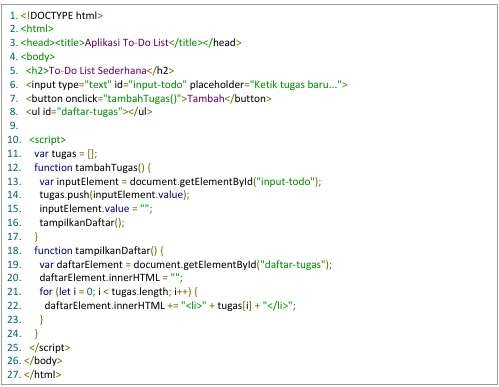 1. <!DOCTYPE html>
2. <html>
3. <head><title>Aplikasi To-Do List</title></head>
4. <body>
5. <h2>To-Do List Sederhana</h2>
6. <input type="text" id="input-todo" placeholder="Ketik tugas baru...">
7. <button onclick="tambahTugas()">Tambah</button>
8. <ul id="daftar-tugas"></ul>
9.
10. <script>
11. var tugas = [];
12. function tambahTugas() {
13. var inputElement = document.getElementById("input-todo");
14. tugas.push(inputElement.value);
15. inputElement.value = "";
16. tampilkanDaftar();
17. }
18. function tampilkanDaftar() {
19. var daftarElement = document.getElementById("daftar-tugas");
20. daftarElement.innerHTML = "";
21. for (let i = 0; i < tugas.length; i++) {
22. daftarElement.innerHTML += "<li>" + tugas[i] + "</li>";
23. }
24. }
25. </script>
26. </body>
27. </html>